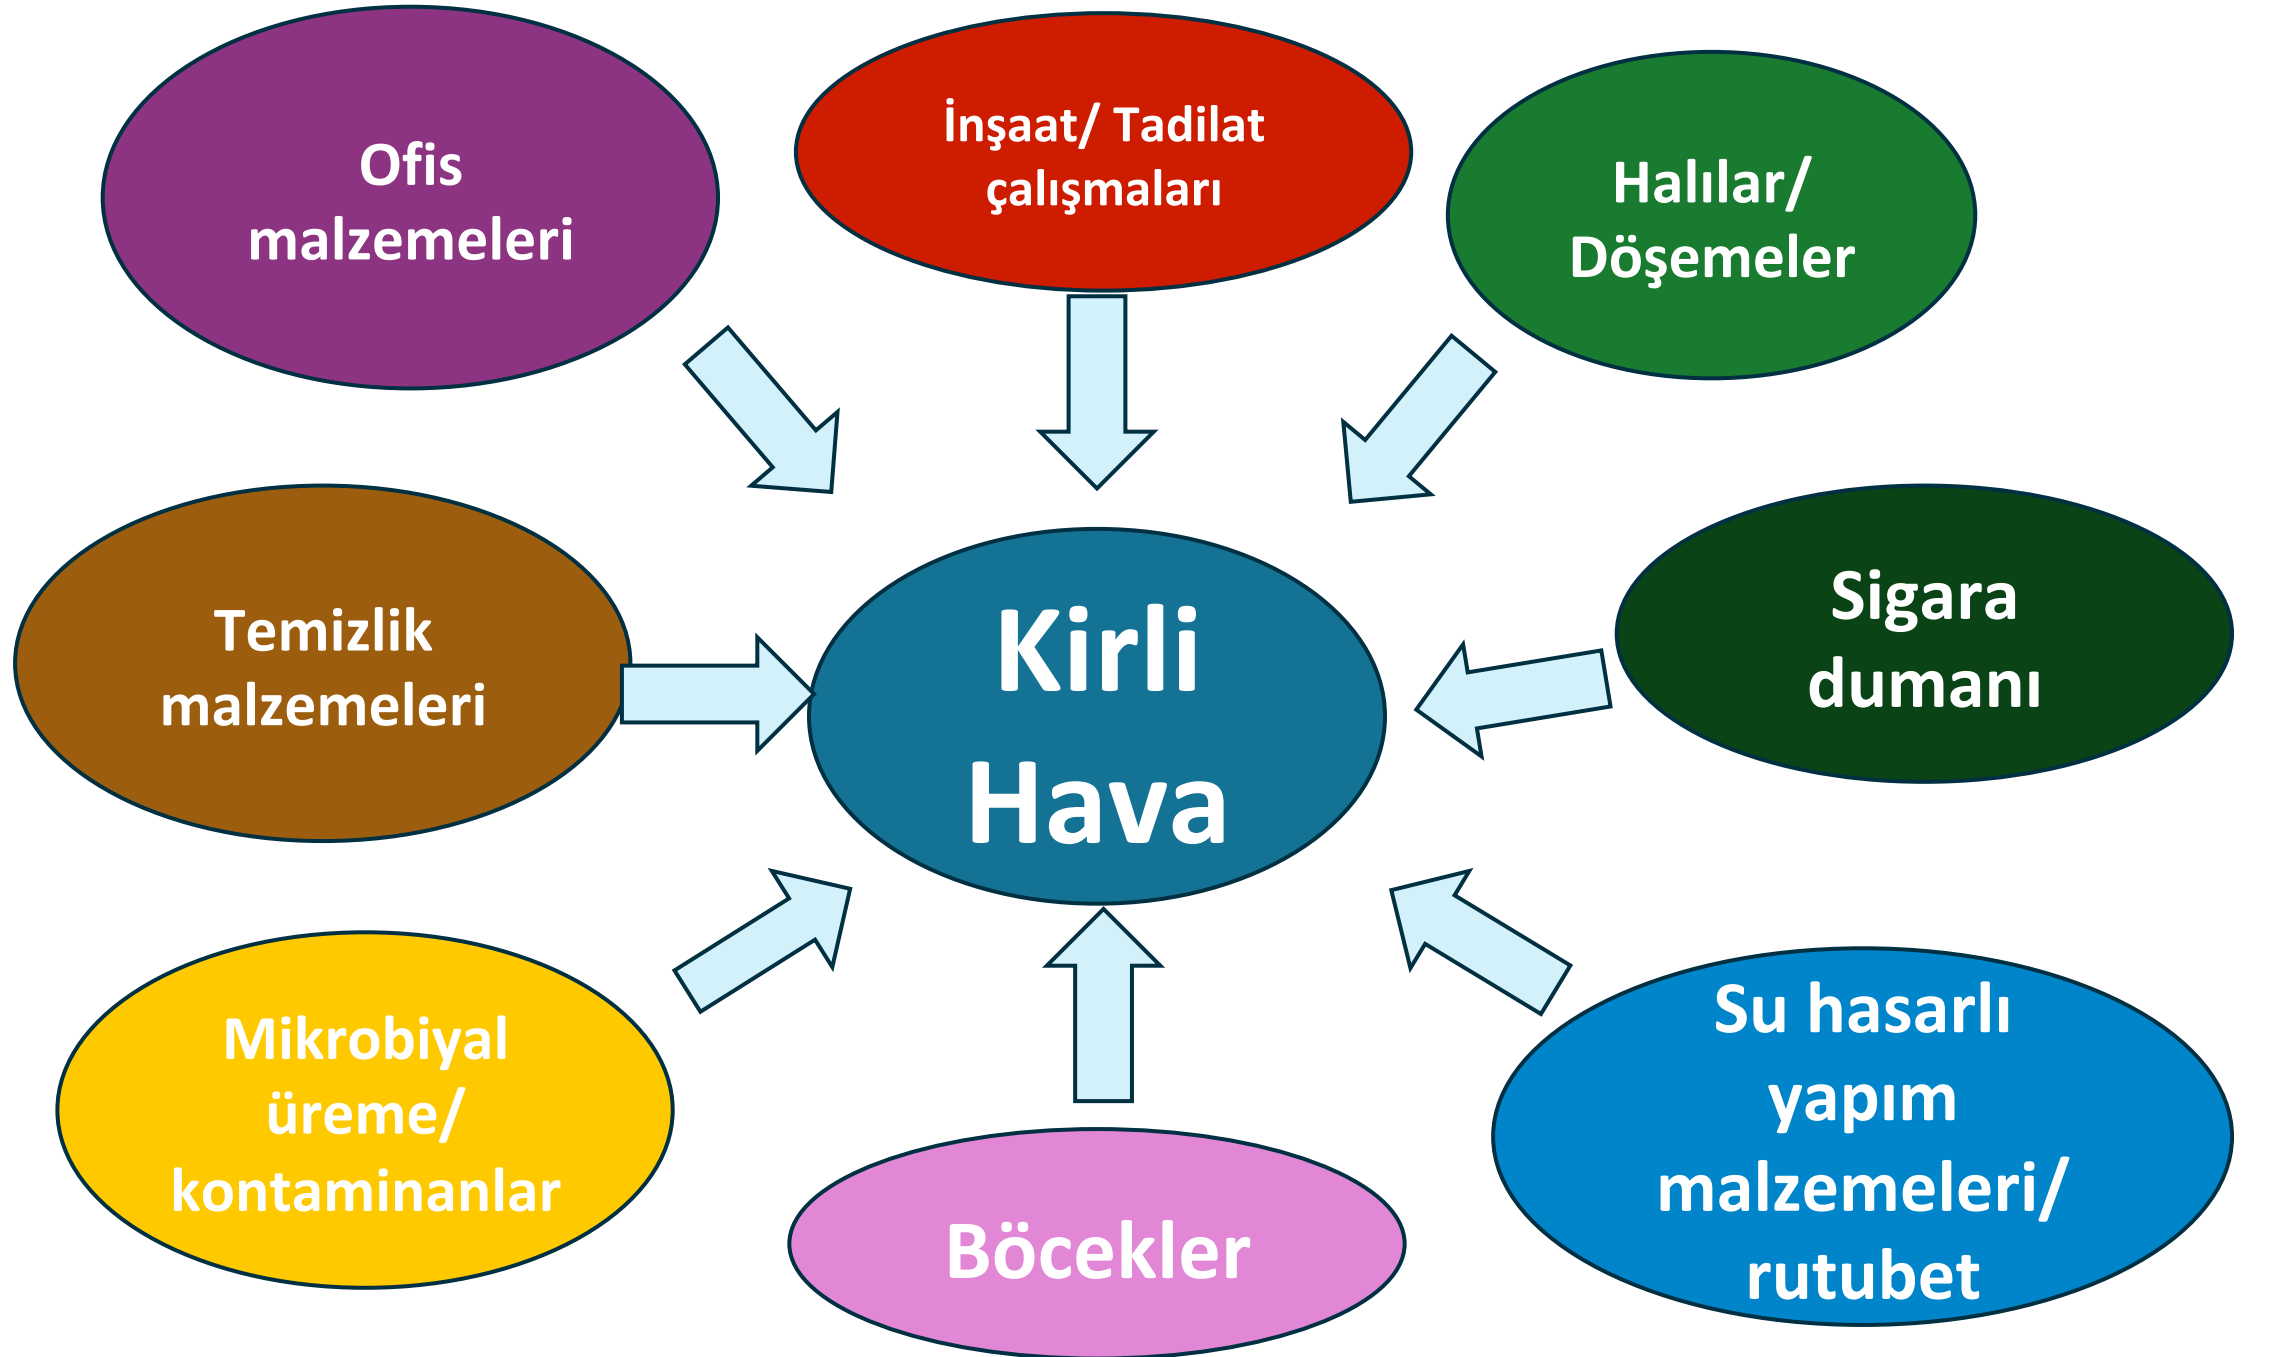 Ofis
malzemeleri
İnşaat/ Tadilat
çalışmaları
Halılar/
Döşemeler
Temizlik
malzemeleri
Kirli
Hava
Sigara
dumanı
Mikrobiyal
üreme/
kontaminanlar
Böcekler
Su hasarlı
yapım
malzemeleri/
rutubet